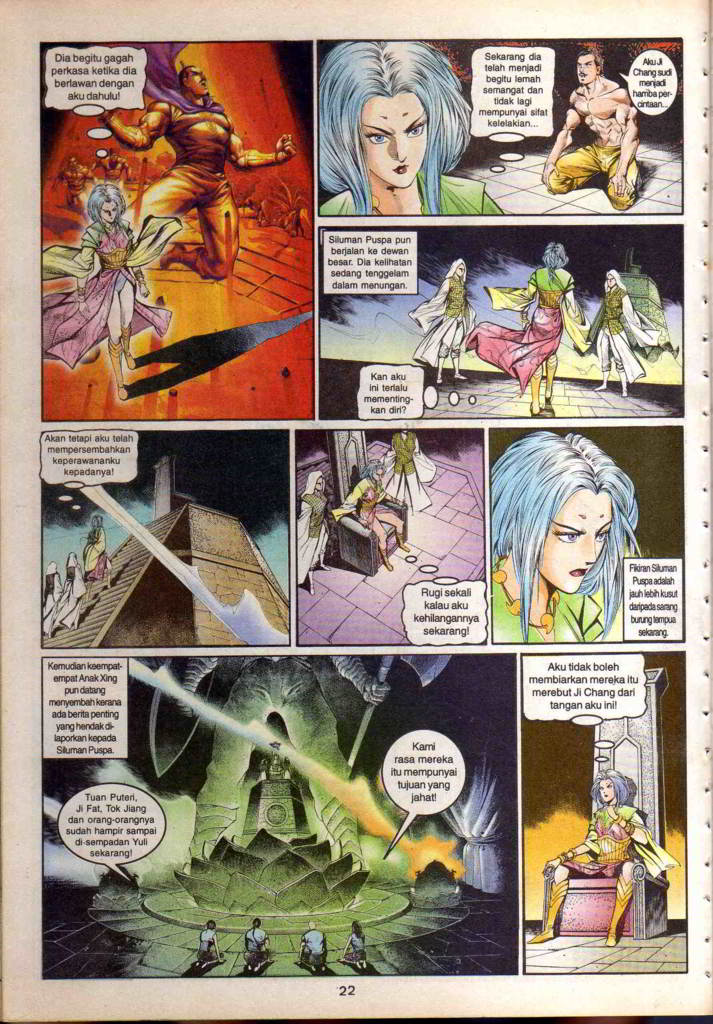 Dia begitu gagah
perkasa ketika dia
berlawan dengan
aku dahulu!
Sekarang dia
telah menjadi
begitu lemah
semangat dan
tidak lagi
mempunyai sifat
kelelakian...
Aku Ji
Chang sudi
menjadi
hamba per-
cintaan...
Siluman Puspa pun
berjalan ke dewan
besar. Dia kelihatan
sedang tenggelam
dalam menungan.
Kan aku
ini terlalu
mementing-
kan diri?
Akan tetapi aku telah
mempersembahkan
keperawananku
kepadanya!
Rugi sekali
kalau aku
kehilangannya
sekarang!
Fikiran Siluman
Puspa adalah
jauh lebih kusut
daripada sarang
burung tempua
sekarang.
Kemudian keempat-
empat Anak Xing
pun datang
menyembah kerana
ada berita penting
yang hendak di-
laporkan kepada
Siluman Puspa.
Tuan Puteri,
Ji Fat, Tok Jiang
dan orang-orangnya
sudah hampir sampai
di-sempadan Yuli
sekarang!
Kami
rasa mereka
itu mempunyai
tujuan yang
jahat!
Aku tidak boleh
membiarkan mereka itu
merebut Ji Chang dari
tangan aku ini!
22